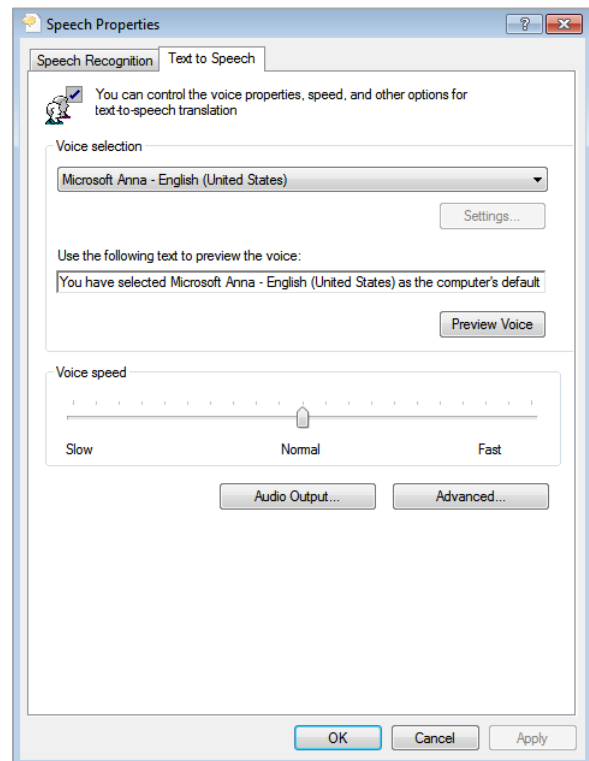 Speech Properties
Speech Recognition
Text to Speech
You can control the voice properties, speed, and other options for
text-to-speech translation
Voice selection
Microsoft Anna - English (United States)
Settings...
Use the following text to preview the voice:
You have selected Microsoft Anna - English (United States) as the computer's default
Preview Voice
Voice speed
Slow Normal Fast
Audio Output... Advanced...
OK Cancel Apply